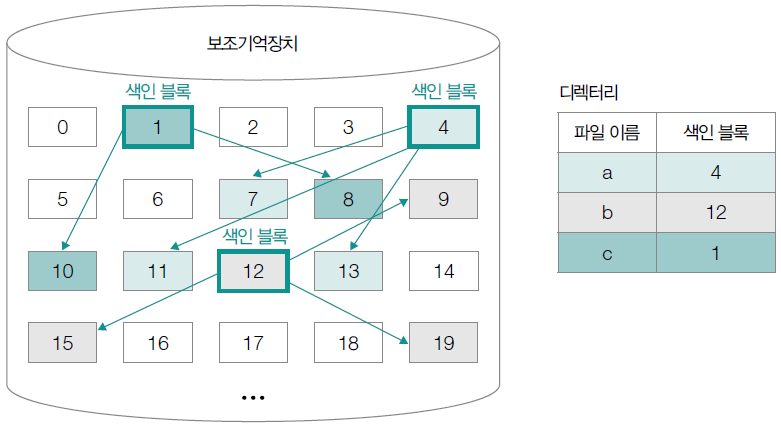 보조기억장치
색인 블록 색인 블록
0 1 2 3 4
5 6 7 8 9
색인 블록
10 11 12 13 14
15 16 17 18 19
...
디렉터리
파일 이름 색인 블록
a 4
b 12
c 1